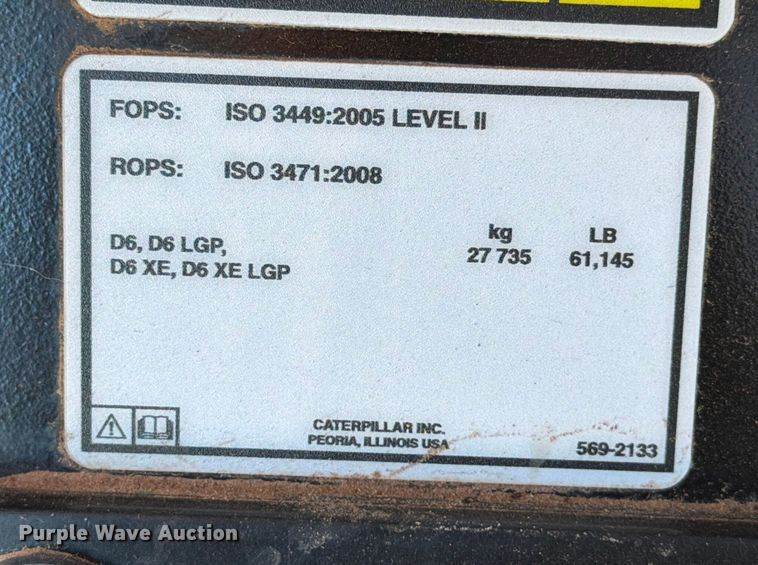 FOPS: ISO 3449:2005 LEVEL II
ROPS: ISO 3471:2008
kg LB
D6, D6 LGP, 27 735 61,145
D6 XE, D6 XE LGP
CATERPILLAR INC.
PEORIA, ILLINOIS USA
569-2133
Purple Wave Auction